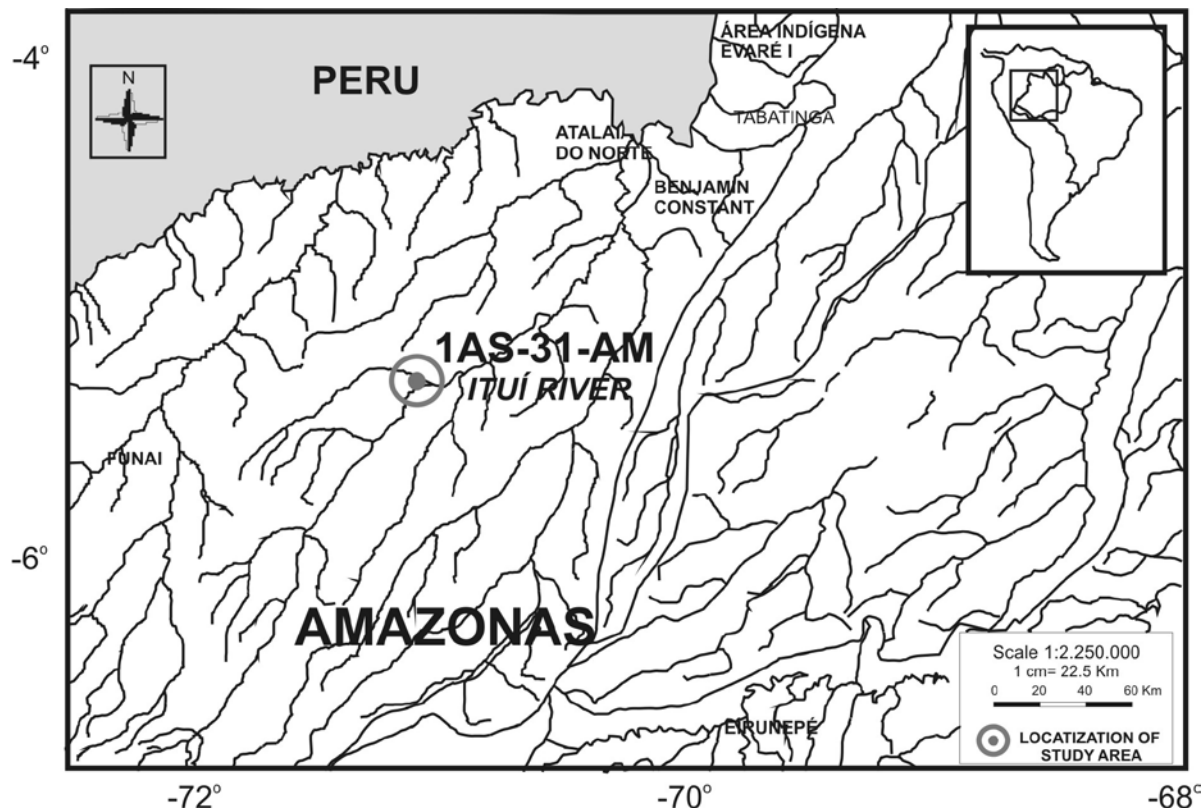 -4°
N
PERU
ÁREA INDÍGENA
EVARÉ I
TABATINGA
ATALAI
DO NORTE
BENJAMIN
CONSTANT
1AS-31-AM
ITUÍ RIVER
FUNAI
-6°
AMAZONAS
EIRUNEPÉ
Scale 1:2.250.000
1 cm= 22.5 Km
0 20 40 60 Km
LOCATIZATION OF
STUDY AREA
-72°
-70°
-68°